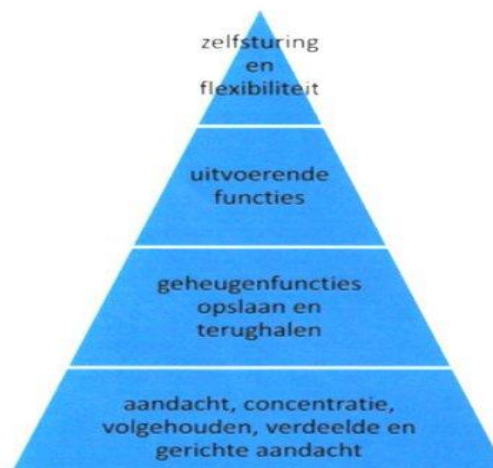 zelfsturing
en
flexibiliteit
uitvoerende
functies
geheugenfuncties
opslaan en
terughalen
aandacht, concentratie,
volgehouden, verdeelde en
gerichte aandacht